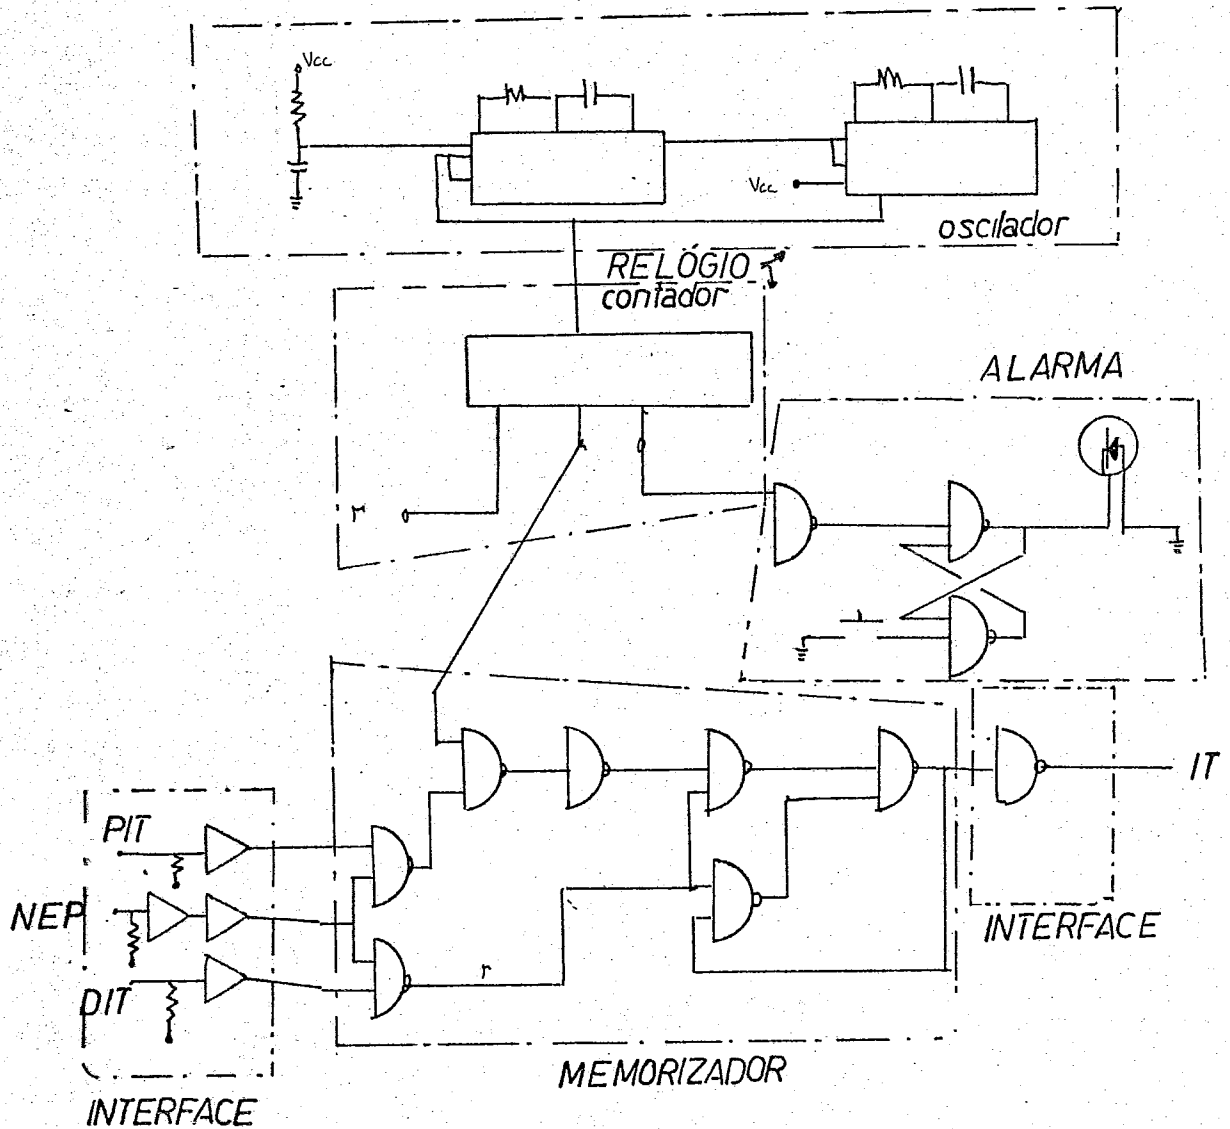 Vcc
Vcc
oscilador
RELÓGIO
contador
ALARMA
r
PIT
NEP
DIT
r
IT
INTERFACE
MEMORIZADOR
INTERFACE